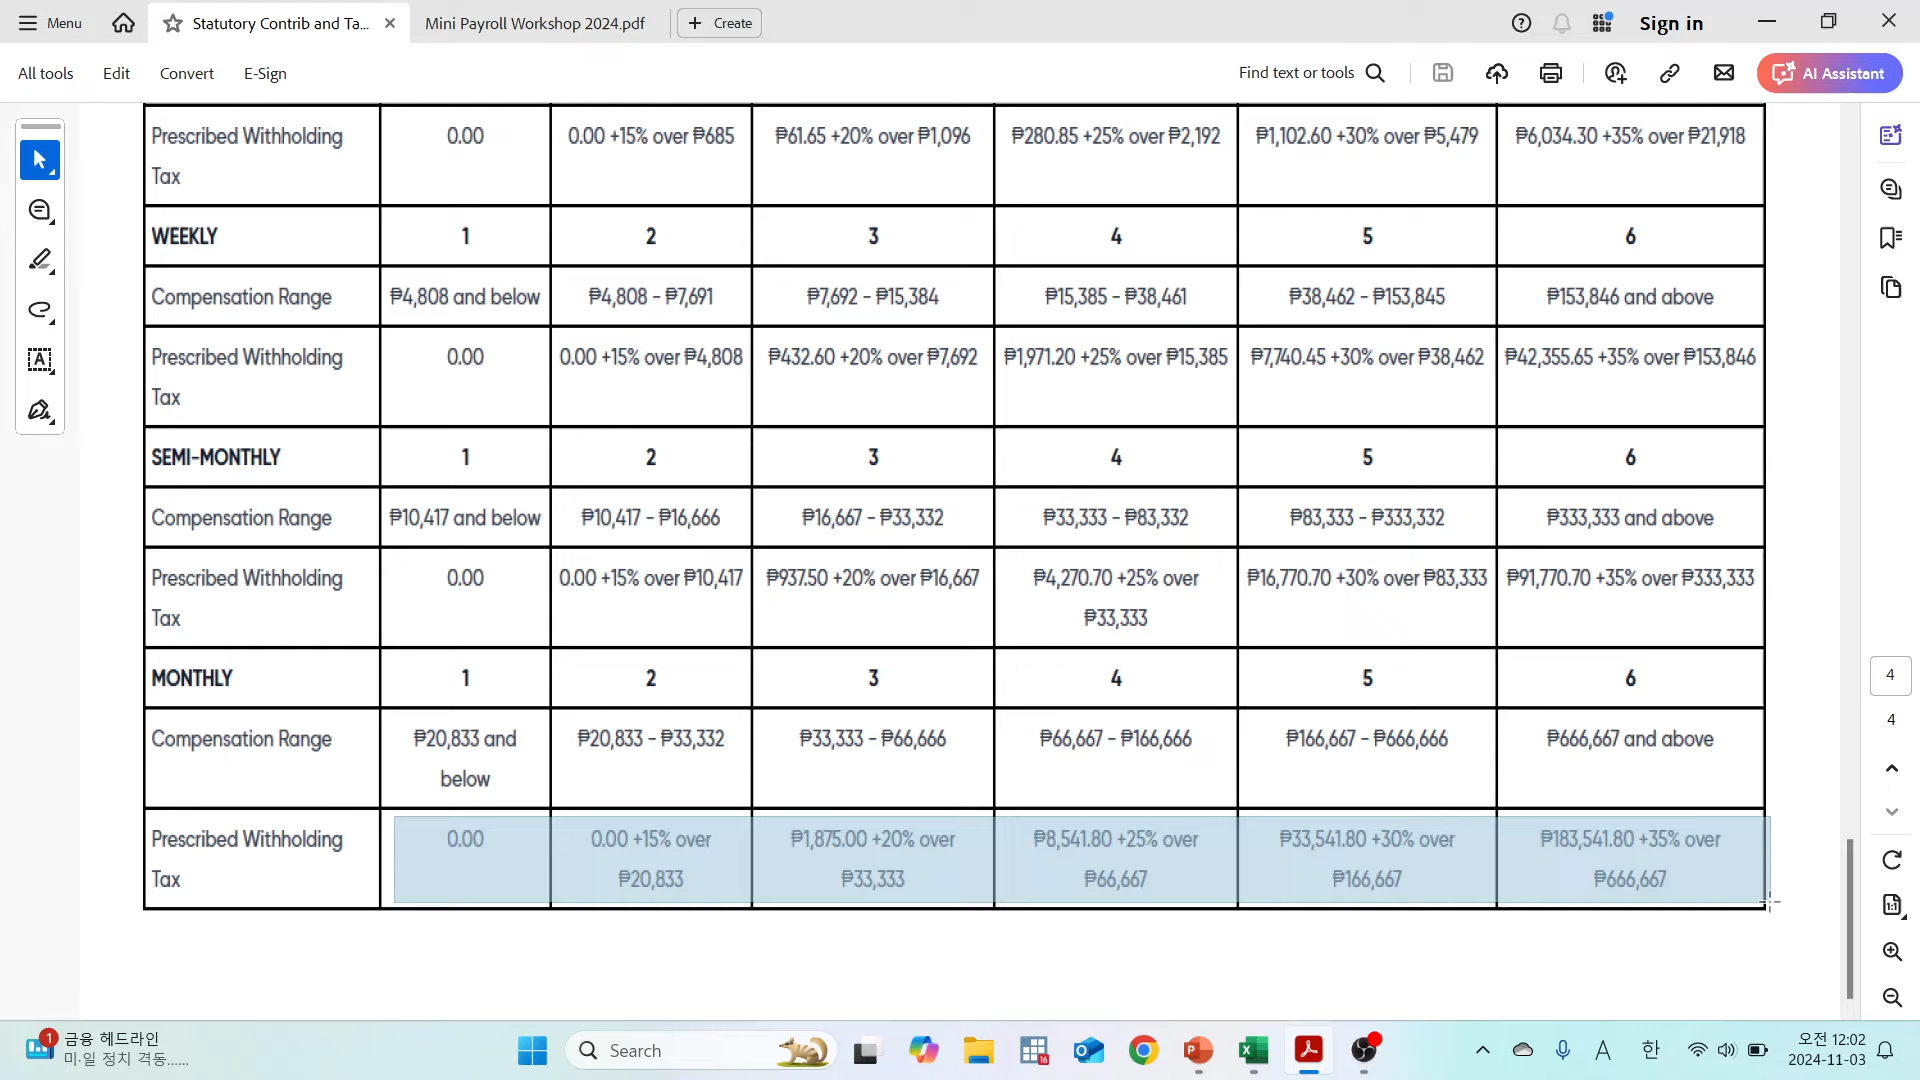 Menu
Statutory Contrib and Ta...
Mini Payroll Workshop 2024.pdf
Create
Sign in
All tools
Edit
Convert
E-Sign
Find text or tools
AI Assistant
Prescribed Withholding Tax 0.00 0.00 +15% over ₱685 ₱61.65 +20% over ₱1,096 ₱280.85 +25% over ₱2,192 ₱1,102.60 +30% over ₱5,479 ₱6,034.30 +35% over ₱21,918
WEEKLY 1 2 3 4 5 6
Compensation Range ₱4,808 and below ₱4,808 - ₱7,691 ₱7,692 - ₱15,384 ₱15,385 - ₱38,461 ₱38,462 - ₱153,845 ₱153,846 and above
Prescribed Withholding Tax 0.00 0.00 +15% over ₱4,808 ₱432.60 +20% over ₱7,692 ₱1,971.20 +25% over ₱15,385 ₱7,740.45 +30% over ₱38,462 ₱42,355.65 +35% over ₱153,846
SEMI-MONTHLY 1 2 3 4 5 6
Compensation Range ₱10,417 and below ₱10,417 - ₱16,666 ₱16,667 - ₱33,332 ₱33,333 - ₱83,332 ₱83,333 - ₱333,332 ₱333,333 and above
Prescribed Withholding Tax 0.00 0.00 +15% over ₱10,417 ₱937.50 +20% over ₱16,667 ₱4,270.70 +25% over ₱33,333 ₱16,770.70 +30% over ₱83,333 ₱91,770.70 +35% over ₱333,333
MONTHLY 1 2 3 4 5 6
Compensation Range ₱20,833 and below ₱20,833 - ₱33,332 ₱33,333 - ₱66,666 ₱66,667 - ₱166,666 ₱166,667 - ₱666,666 ₱666,667 and above
Prescribed Withholding Tax 0.00 0.00 +15% over ₱20,833 ₱1,875.00 +20% over ₱33,333 ₱8,541.80 +25% over ₱66,667 ₱33,541.80 +30% over ₱166,667 ₱183,541.80 +35% over ₱666,667
4
4
1:1
1
금융 헤드라인
미·일 정치 격동......
Search
16
A
한
오전 12:02
2024-11-03